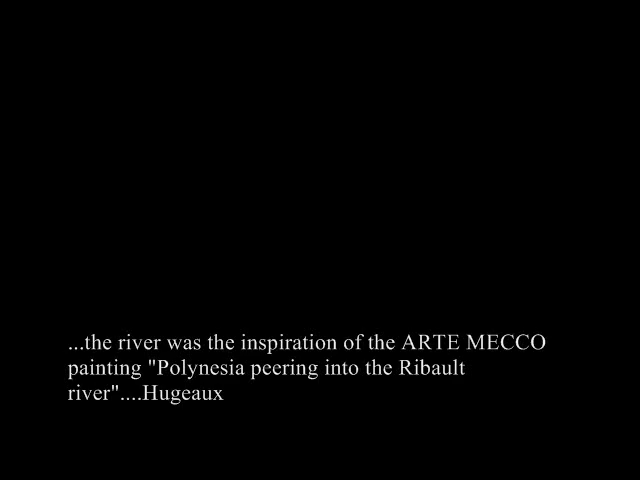 ...the river was the inspiration of the ARTE MECCO
painting "Polynesia peering into the Ribault
river"....Hugeaux